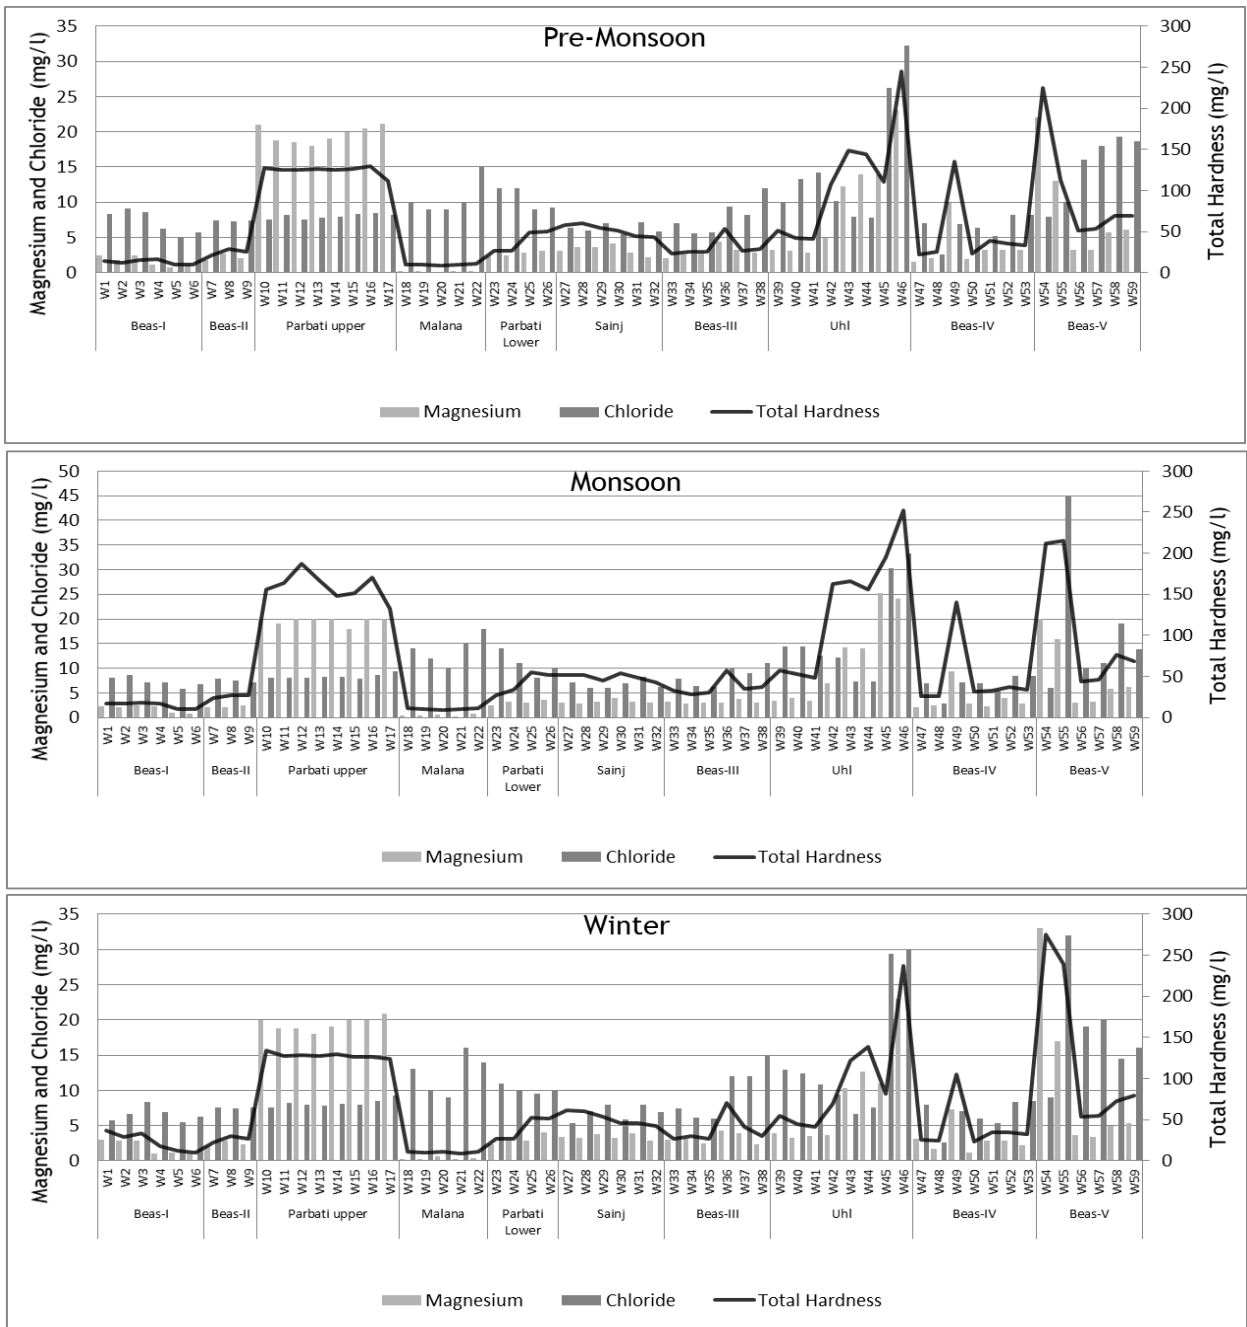 Pre-Monsoon
Magnesium and Chloride (mg/l)
35
30
25
20
15
10
5
0
300
250
200
150
100
50
0
Total Hardness (mg/l)
W1 W2 W3 W4 W5 W6 W7 W8 W9 W10 W11 W12 W13 W14 W15 W16 W17 W18 W19 W20 W21 W22 W23 W24 W25 W26 W27 W28 W29 W30 W31 W32 W33 W34 W35 W36 W37 W38 W39 W40 W41 W42 W43 W44 W45 W46 W47 W48 W49 W50 W51 W52 W53 W54 W55 W56 W57 W58 W59
Beas-I Beas-II Parbati upper Malana Parbati Lower Sainj Beas-III Uhl Beas-IV Beas-V
Magnesium Chloride Total Hardness
Monsoon
Magnesium and Chloride (mg/l)
50
45
40
35
30
25
20
15
10
5
0
300
250
200
150
100
50
0
Total Hardness (mg/l)
W1 W2 W3 W4 W5 W6 W7 W8 W9 W10 W11 W12 W13 W14 W15 W16 W17 W18 W19 W20 W21 W22 W23 W24 W25 W26 W27 W28 W29 W30 W31 W32 W33 W34 W35 W36 W37 W38 W39 W40 W41 W42 W43 W44 W45 W46 W47 W48 W49 W50 W51 W52 W53 W54 W55 W56 W57 W58 W59
Beas-I Beas-II Parbati upper Malana Parbati Lower Sainj Beas-III Uhl Beas-IV Beas-V
Magnesium Chloride Total Hardness
Winter
Magnesium and Chloride (mg/l)
35
30
25
20
15
10
5
0
300
250
200
150
100
50
0
Total Hardness (mg/l)
W1 W2 W3 W4 W5 W6 W7 W8 W9 W10 W11 W12 W13 W14 W15 W16 W17 W18 W19 W20 W21 W22 W23 W24 W25 W26 W27 W28 W29 W30 W31 W32 W33 W34 W35 W36 W37 W38 W39 W40 W41 W42 W43 W44 W45 W46 W47 W48 W49 W50 W51 W52 W53 W54 W55 W56 W57 W58 W59
Beas-I Beas-II Parbati upper Malana Parbati Lower Sainj Beas-III Uhl Beas-IV Beas-V
Magnesium Chloride Total Hardness